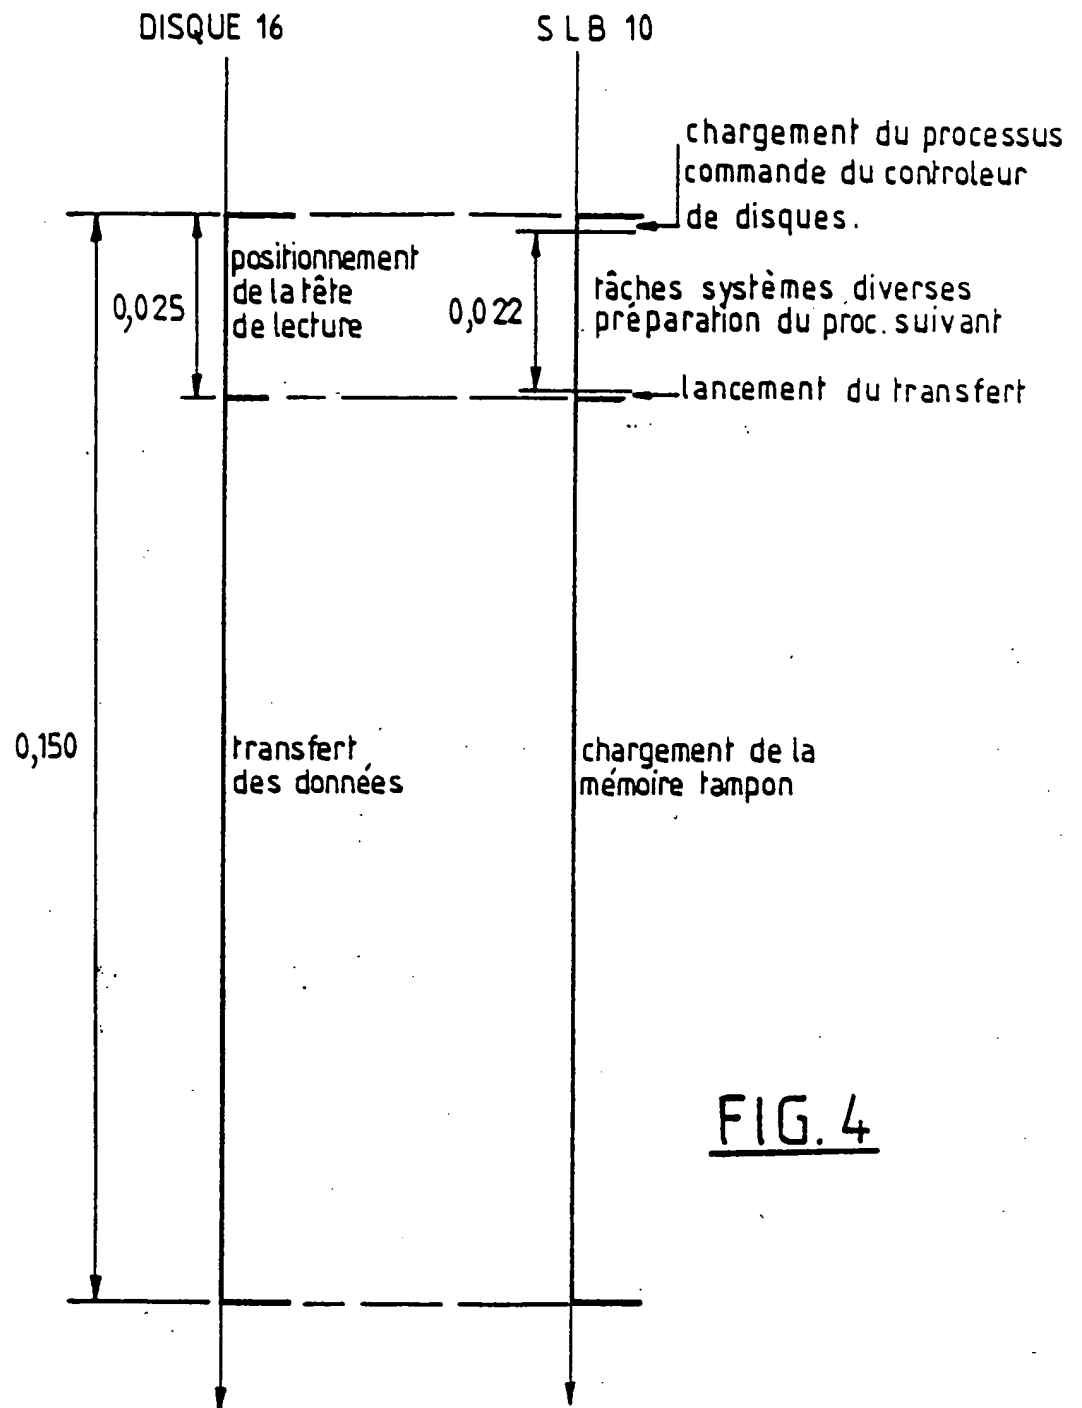 DISQUE 16
S L B 10
chargement du processus
commande du controleur
de disques.
positionnement
de la tête
de lecture
0,025
0,022
tâches systèmes diverses
préparation du proc. suivant
lancement du transfert
0,150
transfert
des données
chargement de la
mémoire tampon
FIG. 4